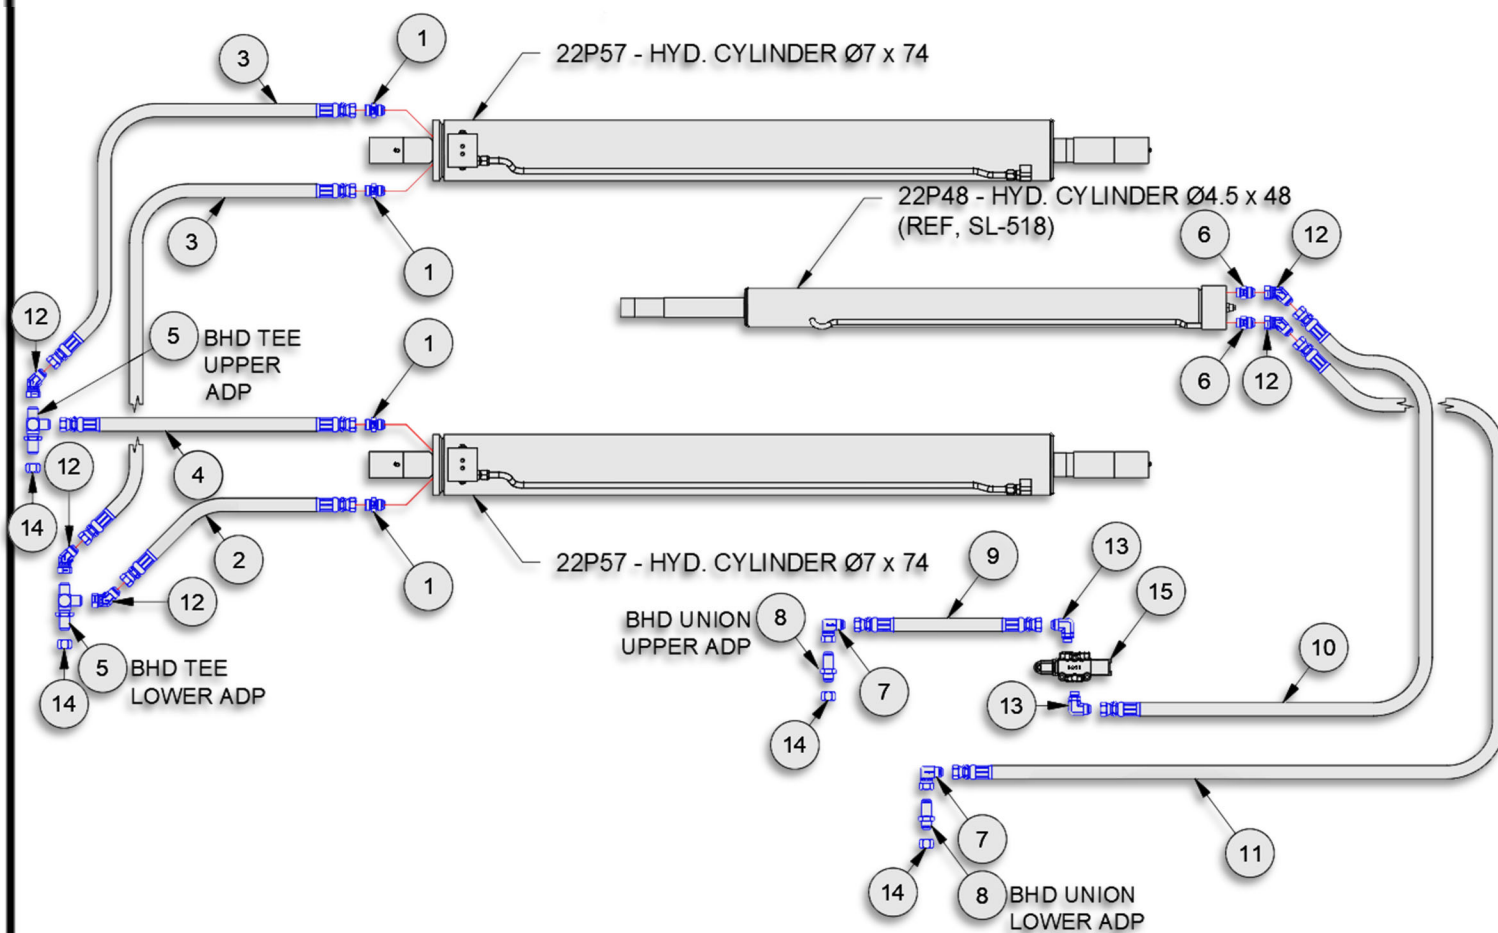 1
3
22P57 - HYD. CYLINDER Ø7 x 74
3
1
22P48 - HYD. CYLINDER Ø4.5 x 48
(REF, SL-518)
6
12
12
5
BHD TEE
UPPER
ADP
1
6
12
12
4
14
2
1
22P57 - HYD. CYLINDER Ø7 x 74
12
5
BHD TEE
LOWER ADP
14
9
13
15
BHD UNION
UPPER ADP
8
7
14
13
10
7
11
14
8
BHD UNION
LOWER ADP